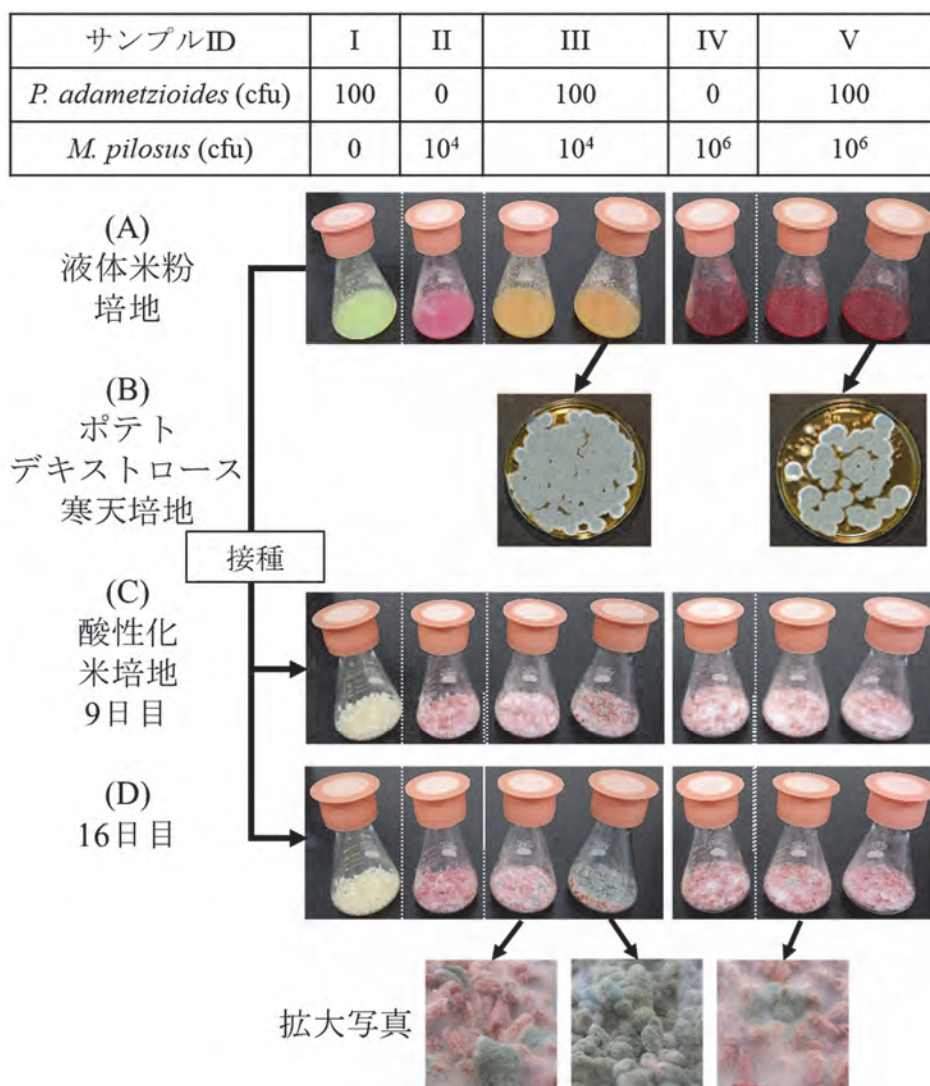 サンプルID I II III IV V
P. adametzioides (cfu) 100 0 100 0 100
M. pilosus (cfu) 0 10⁴ 10⁴ 10⁶ 10⁶
(A)
液体米粉
培地
(B)
ポテト
デキストロース
寒天培地
接種
(C)
酸性化
米培地
9日目
(D)
16日目
拡大写真